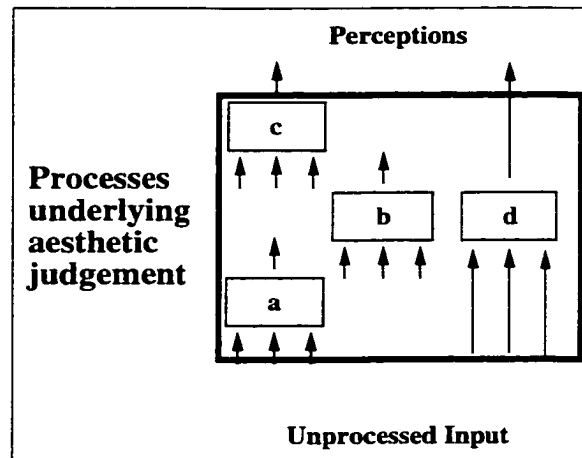 Perceptions
c
Processes
underlying
aesthetic
judgement
b
d
a
Unprocessed Input